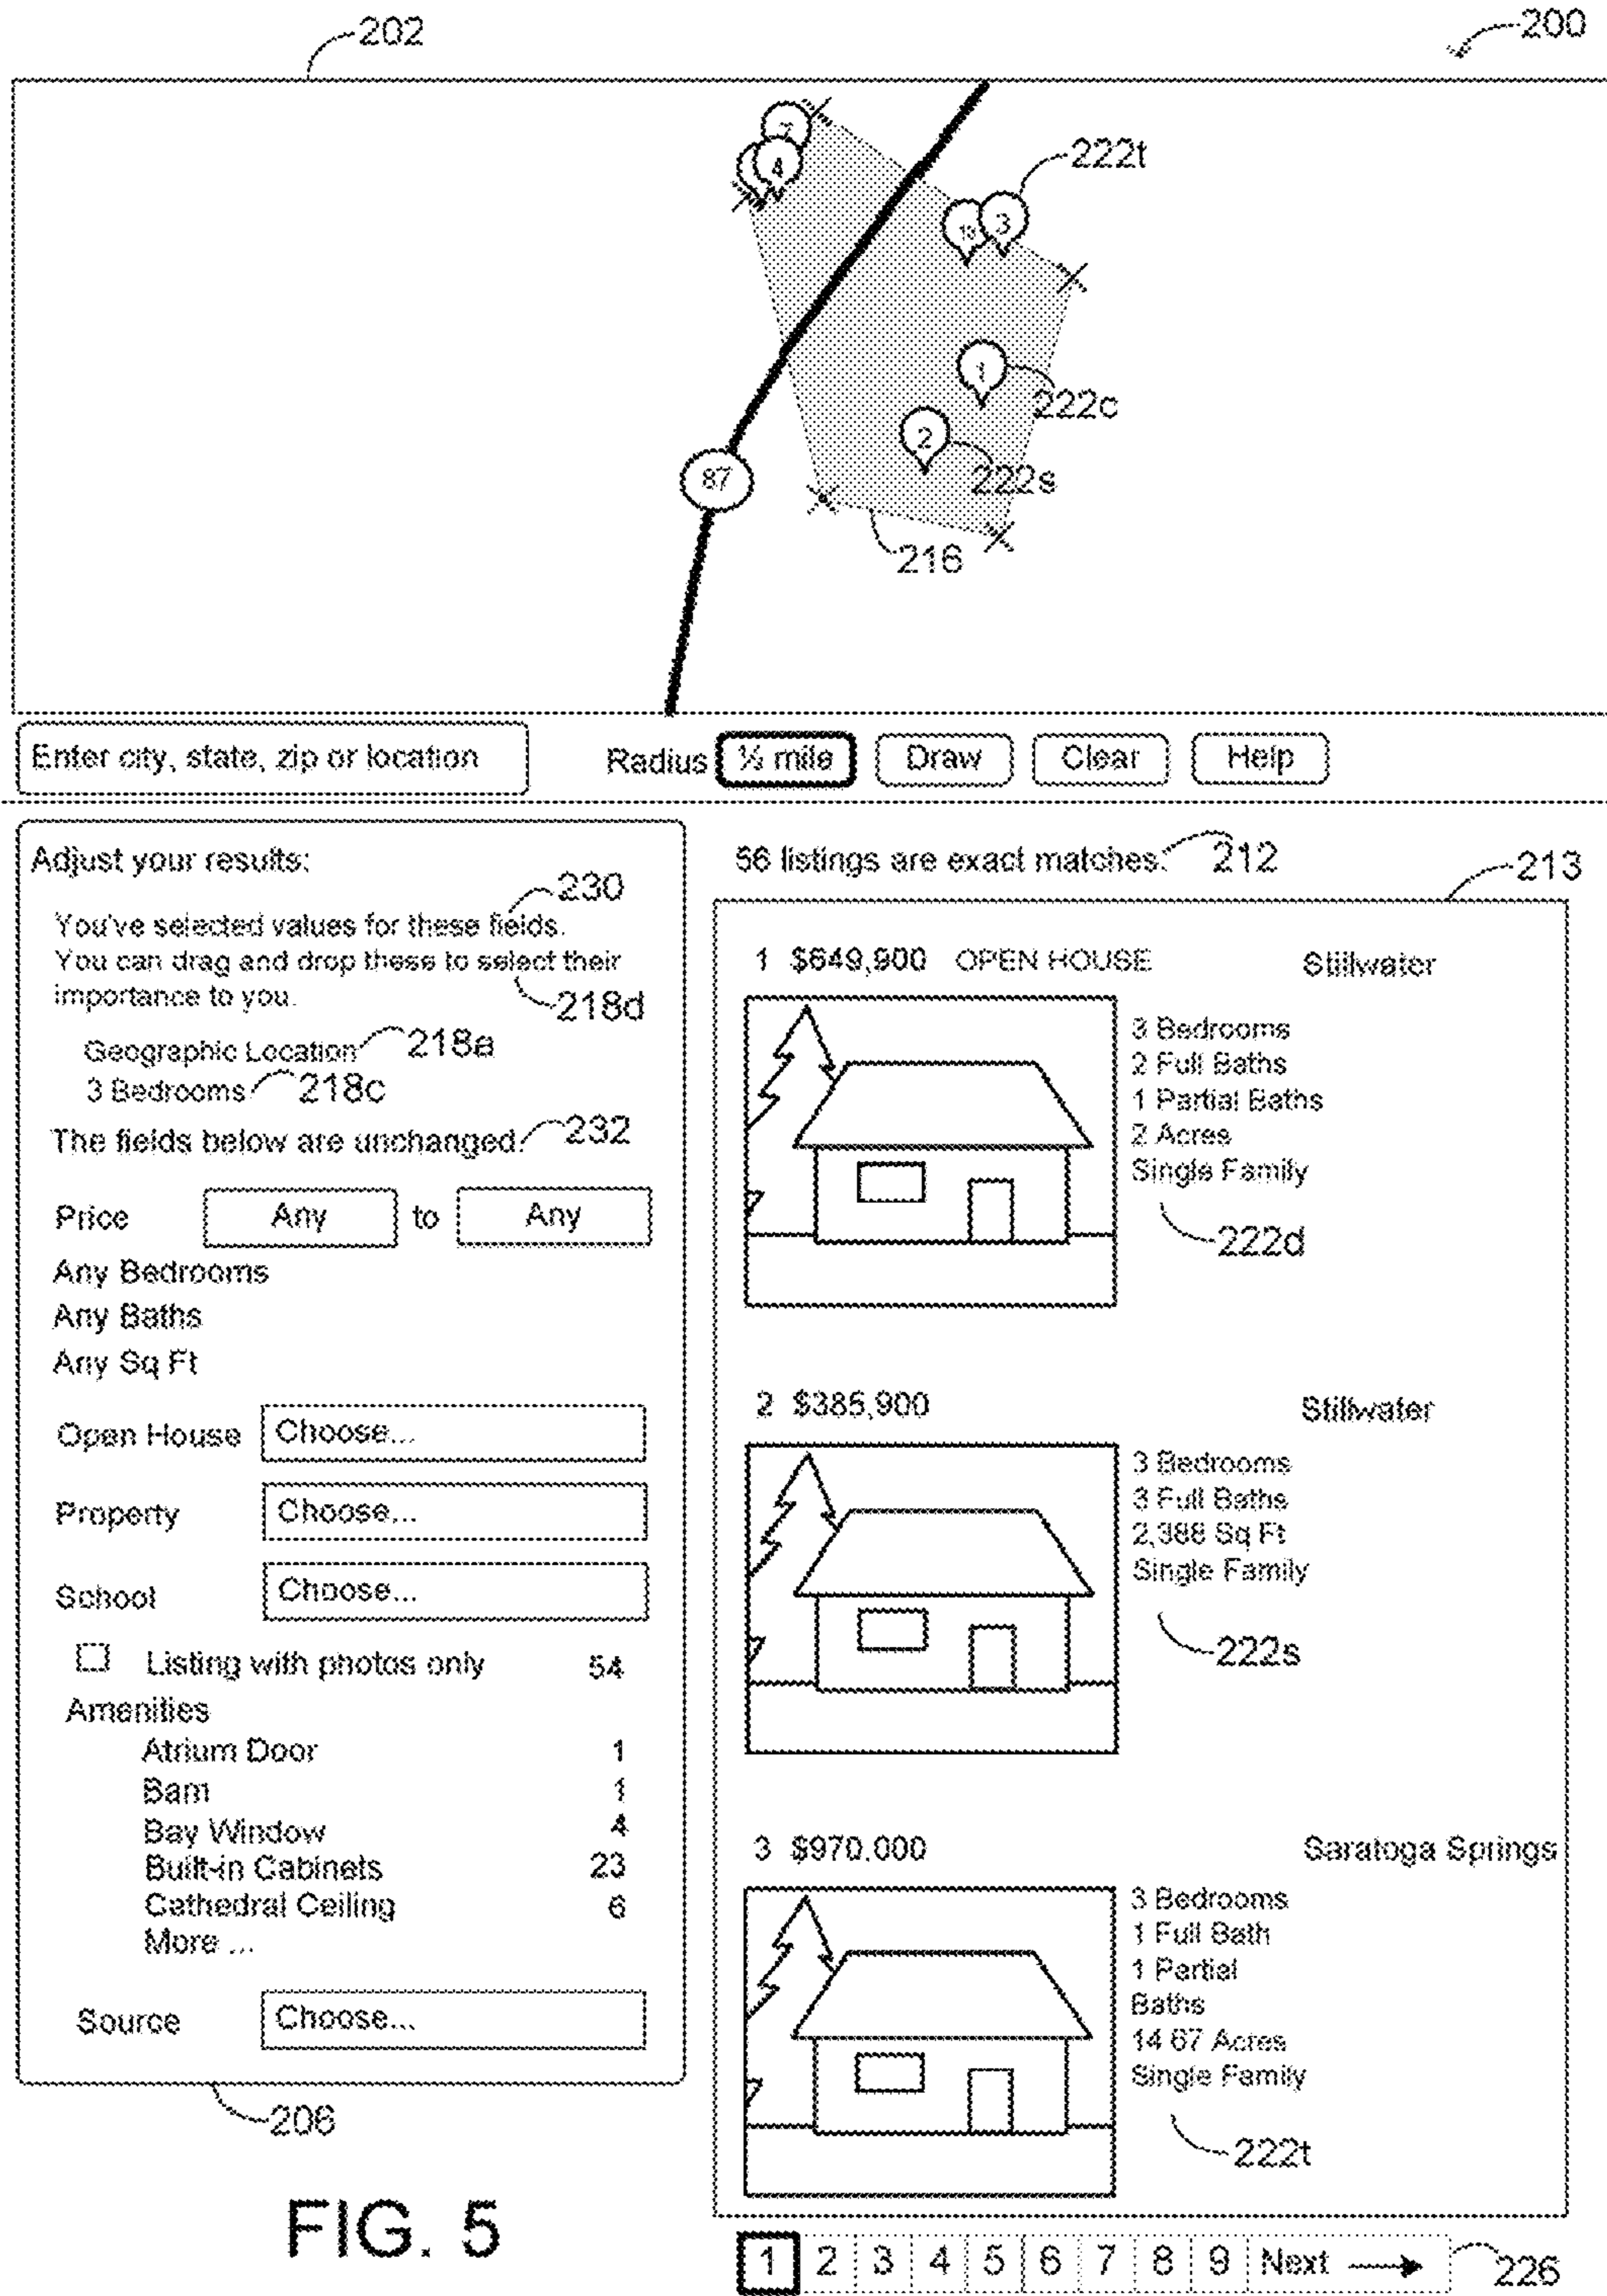 202
200
7
4
222t
10
3
1
222c
2
222s
87
216
Enter city, state, zip or location
Radius ½ mile Draw Clear Help
Adjust your results:
230
You've selected values for these fields.
You can drag and drop these to select their
importance to you.
218d
Geographic Location 218a
3 Bedrooms 218c
The fields below are unchanged. 232
Price Any to Any
Any Bedrooms
Any Baths
Any Sq Ft
Open House Choose...
Property Choose...
School Choose...
Listing with photos only 54
Amenities
Atrium Door 1
Barn 1
Bay Window 4
Built-in Cabinets 23
Cathedral Ceiling 6
More ...
Source Choose...
206
56 listings are exact matches. 212
213
1 $649,900 OPEN HOUSE Stillwater
3 Bedrooms
2 Full Baths
1 Partial Baths
2 Acres
Single Family
222d
2 $385,900 Stillwater
3 Bedrooms
3 Full Baths
2,388 Sq Ft
Single Family
222s
3 $970,000 Saratoga Springs
3 Bedrooms
1 Full Bath
1 Partial
Baths
14.67 Acres
Single Family
222t
1 2 3 4 5 6 7 8 9 Next
226
FIG. 5